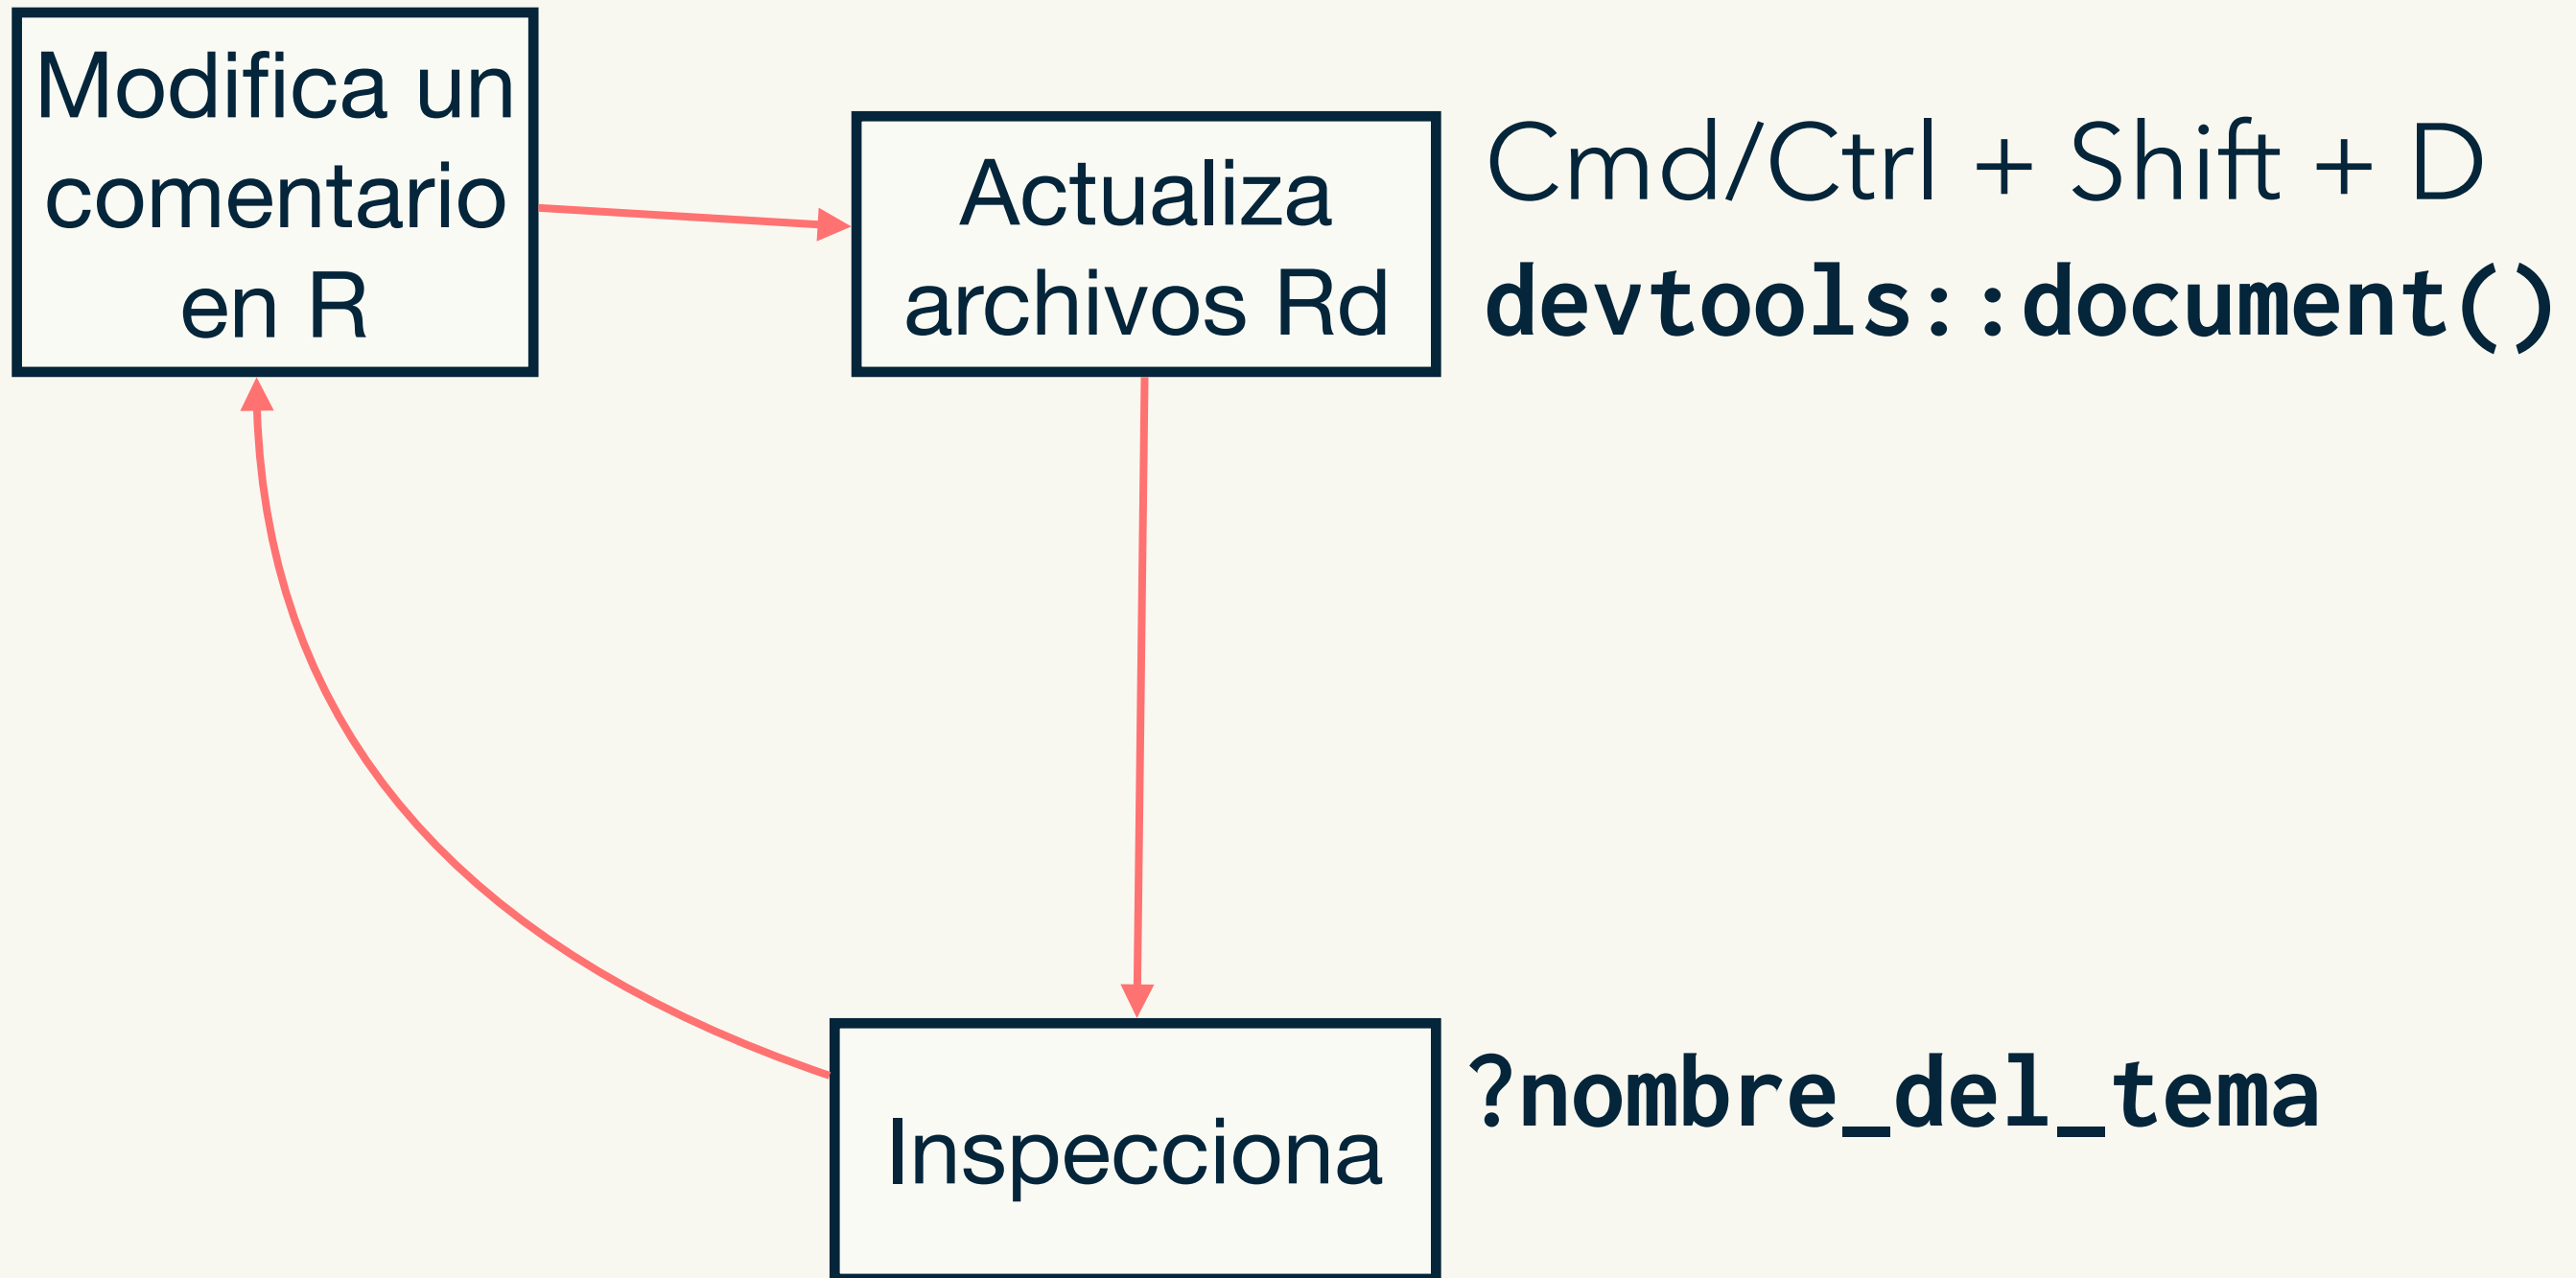 Modifica un
comentario
en R
Actualiza
archivos Rd
Cmd/Ctrl + Shift + D
devtools::document()
Inspecciona
?nombre_del_tema